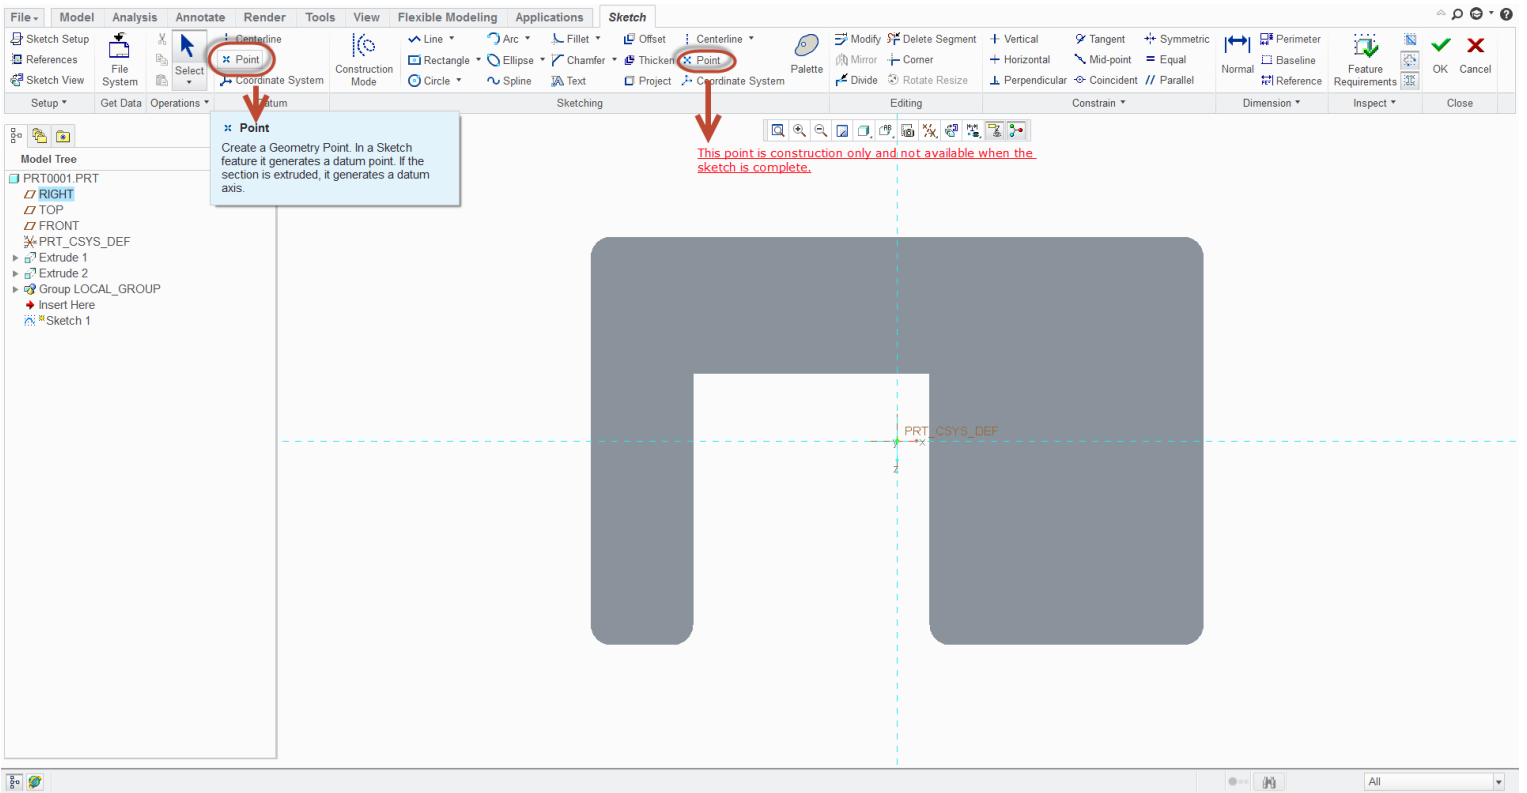 File Model Analysis Annotate Render Tools View Flexible Modeling Applications Sketch
Sketch Setup
References
Sketch View
Setup
File
System
Get Data
Select
Operations
Centerline
Point
Coordinate System
Datum
Construction
Mode
Line Arc Fillet Offset Centerline
Rectangle Ellipse Chamfer Thicken Point
Circle Spline Text Project Coordinate System
Palette
Sketching
Modify Delete Segment
Mirror Corner
Divide Rotate Resize
Editing
Vertical Tangent Symmetric
Horizontal Mid-point Equal
Perpendicular Coincident Parallel
Constrain
Normal
Perimeter
Baseline
Reference
Dimension
Feature
Requirements
Inspect
OK Cancel
Close
Point
Create a Geometry Point. In a Sketch
feature it generates a datum point. If the
section is extruded, it generates a datum
axis.
This point is construction only and not available when the
sketch is complete.
Model Tree
PRT0001.PRT
RIGHT
TOP
FRONT
PRT_CSYS_DEF
Extrude 1
Extrude 2
Group LOCAL_GROUP
Insert Here
Sketch 1
PRT_CSYS_DEF
y x
z
All